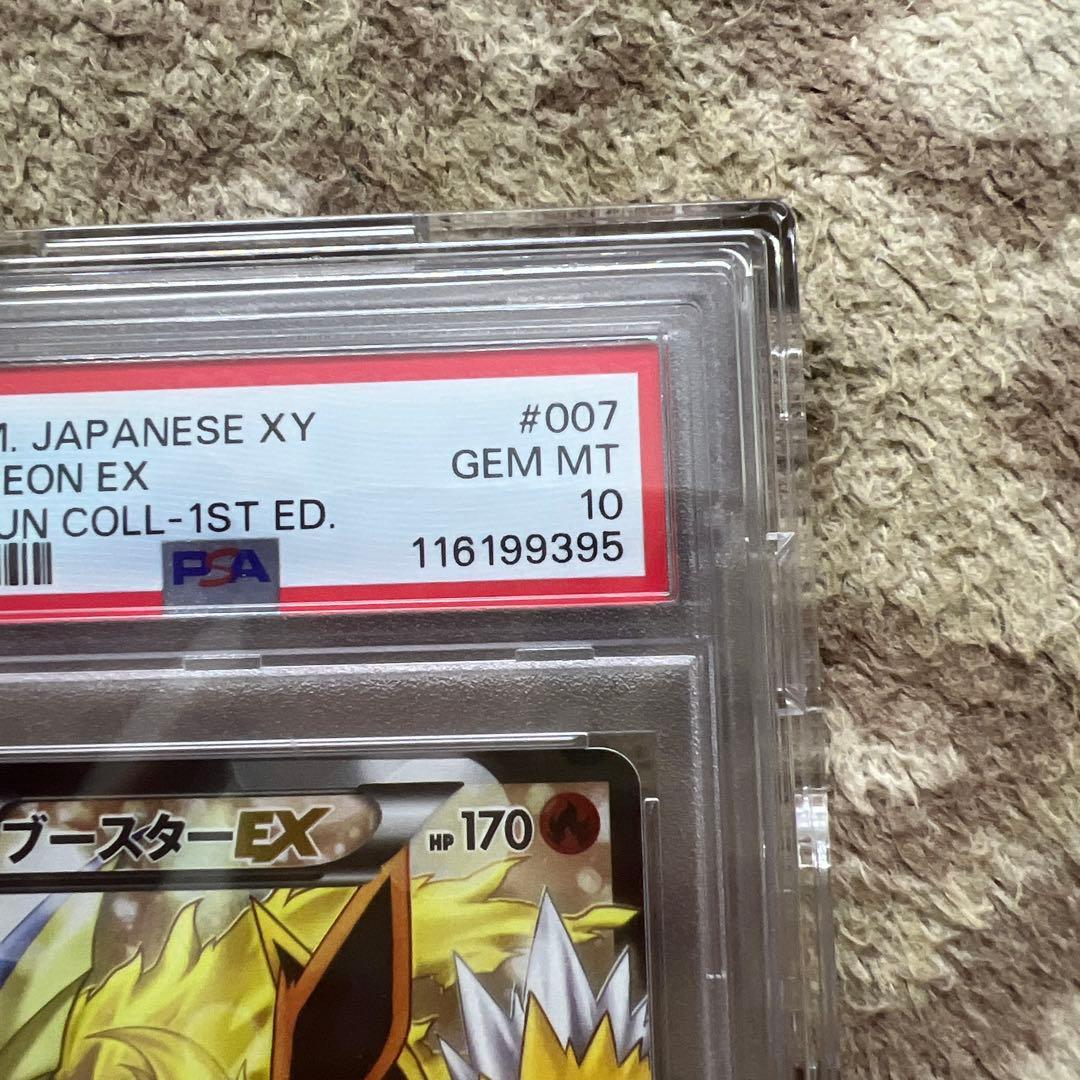 . JAPANESE XY #007
EON EX GEM MT
UN COLL-1ST ED. 10
PSA 116199395
ブースターEX HP 170